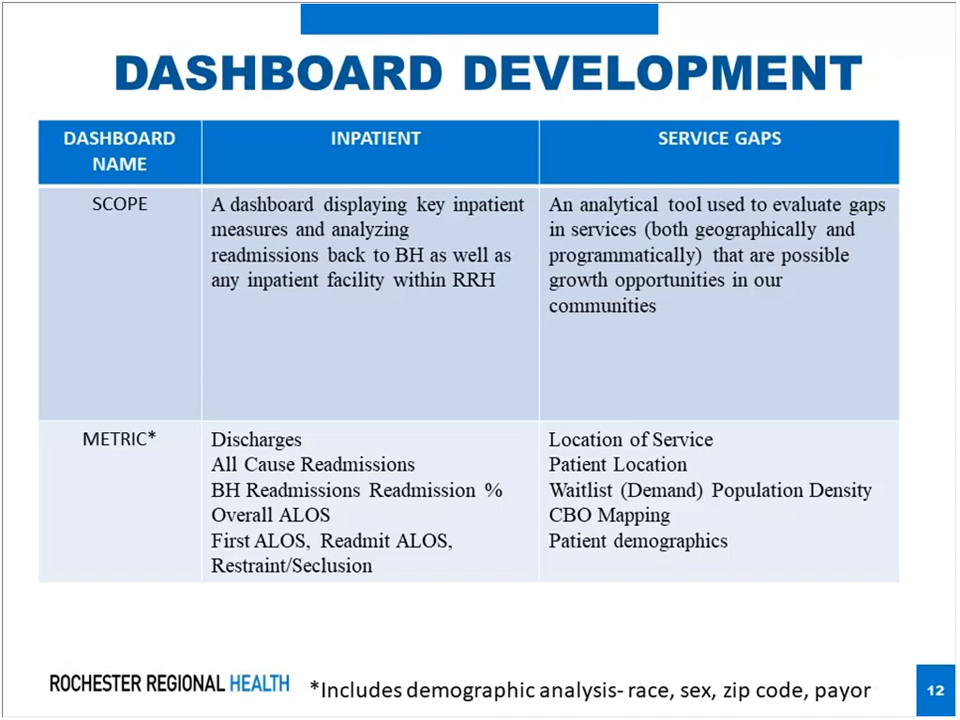 DASHBOARD DEVELOPMENT
DASHBOARD
NAME
INPATIENT
SERVICE GAPS
SCOPE
A dashboard displaying key inpatient
measures and analyzing
readmissions back to BH as well as
any inpatient facility within RRH
An analytical tool used to evaluate gaps
in services (both geographically and
programmatically) that are possible
growth opportunities in our
communities
METRIC*
Discharges
All Cause Readmissions
BH Readmissions Readmission %
Overall ALOS
First ALOS, Readmit ALOS,
Restraint/Seclusion
Location of Service
Patient Location
Waitlist (Demand) Population Density
CBO Mapping
Patient demographics
ROCHESTER REGIONAL HEALTH
*Includes demographic analysis- race, sex, zip code, payor
12